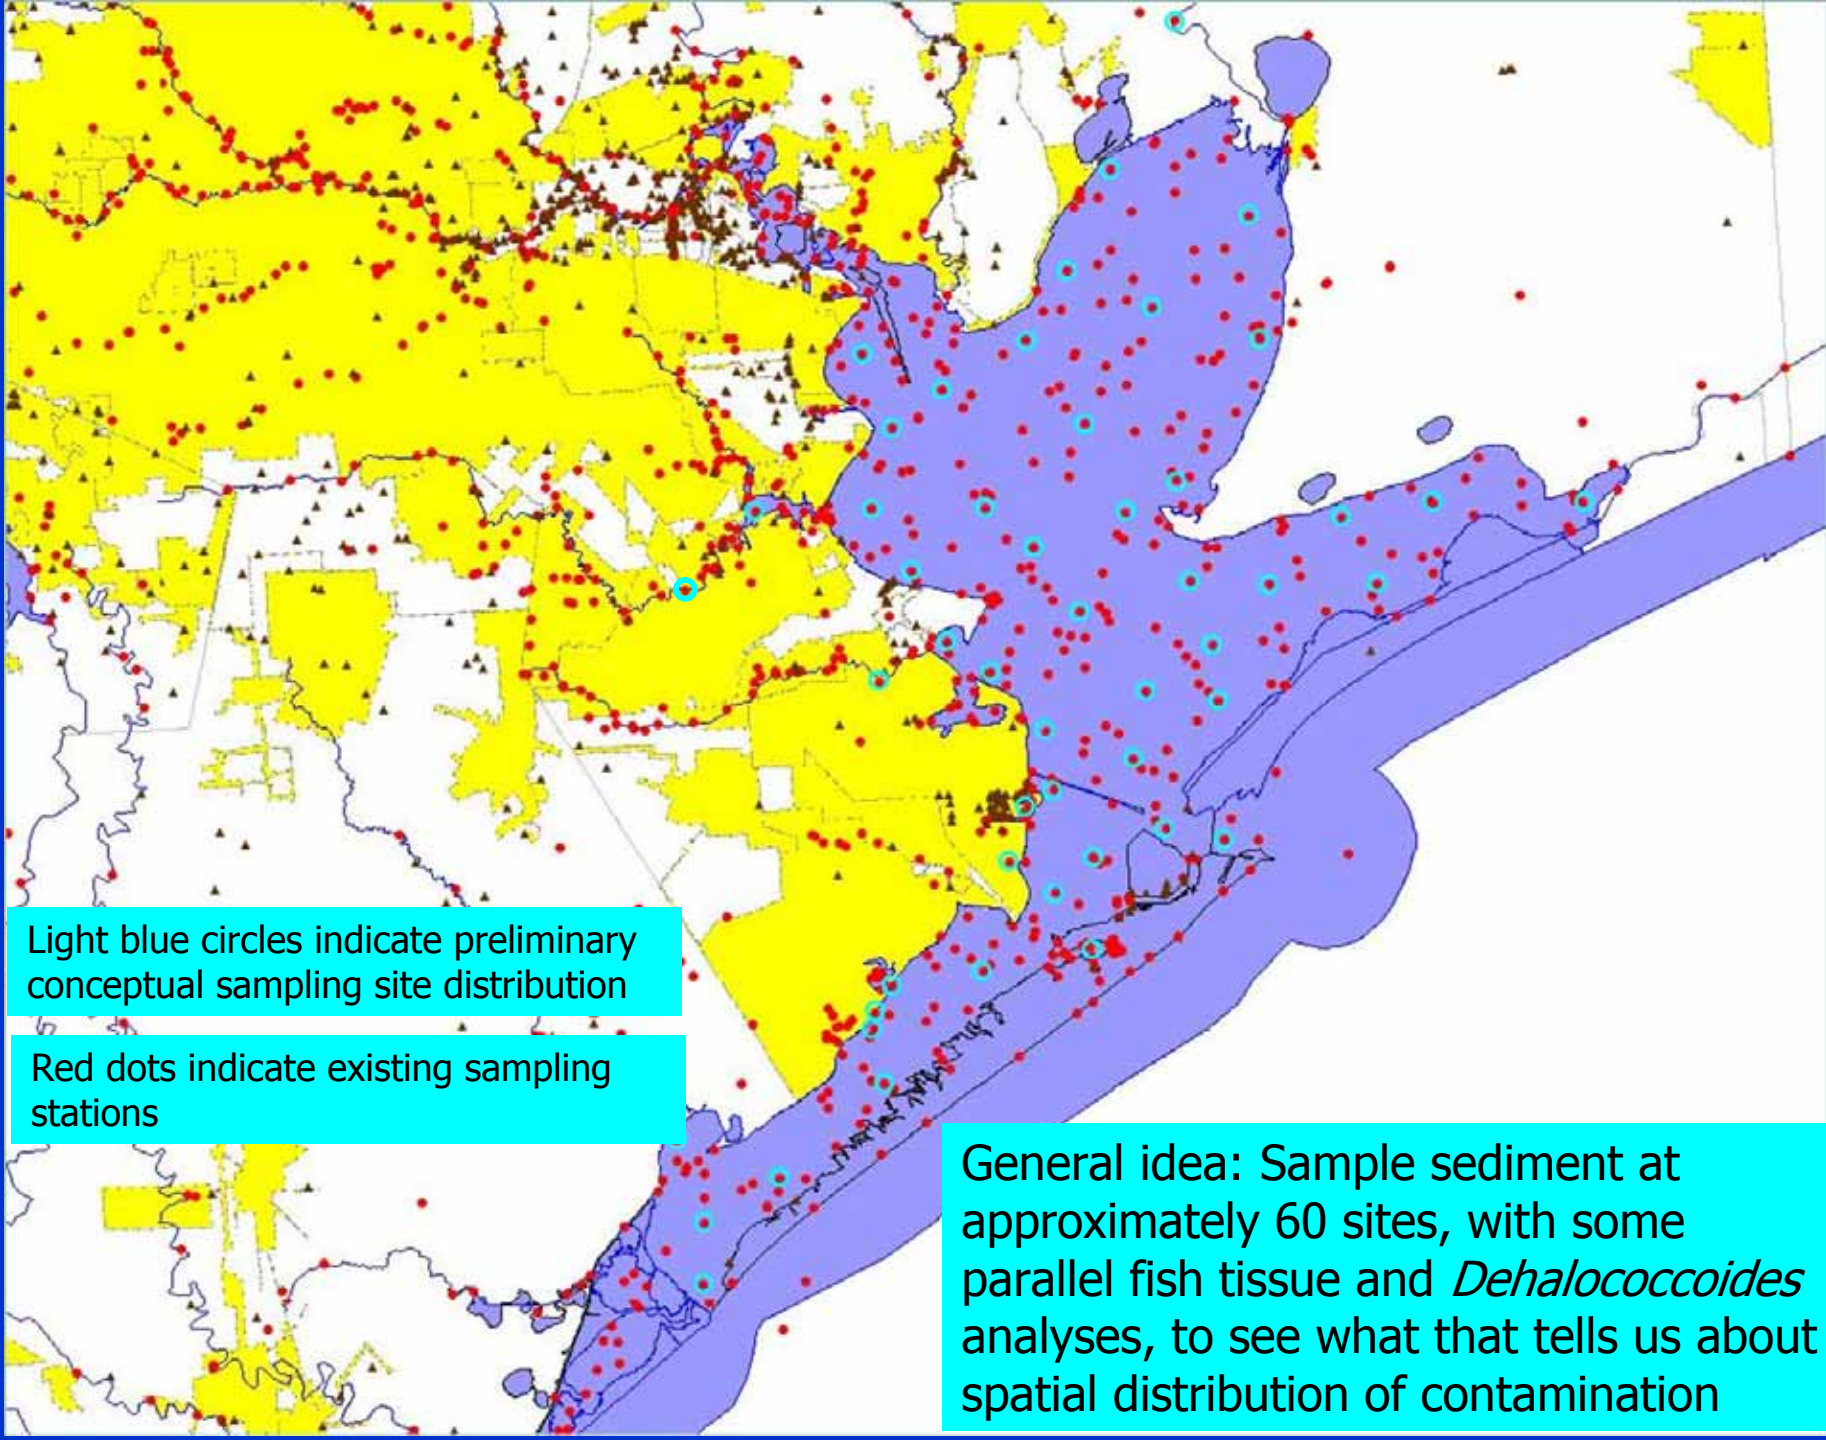 Light blue circles indicate preliminary
conceptual sampling site distribution
Red dots indicate existing sampling
stations
General idea: Sample sediment at
approximately 60 sites, with some
parallel fish tissue and Dehalococcoides
analyses, to see what that tells us about
spatial distribution of contamination